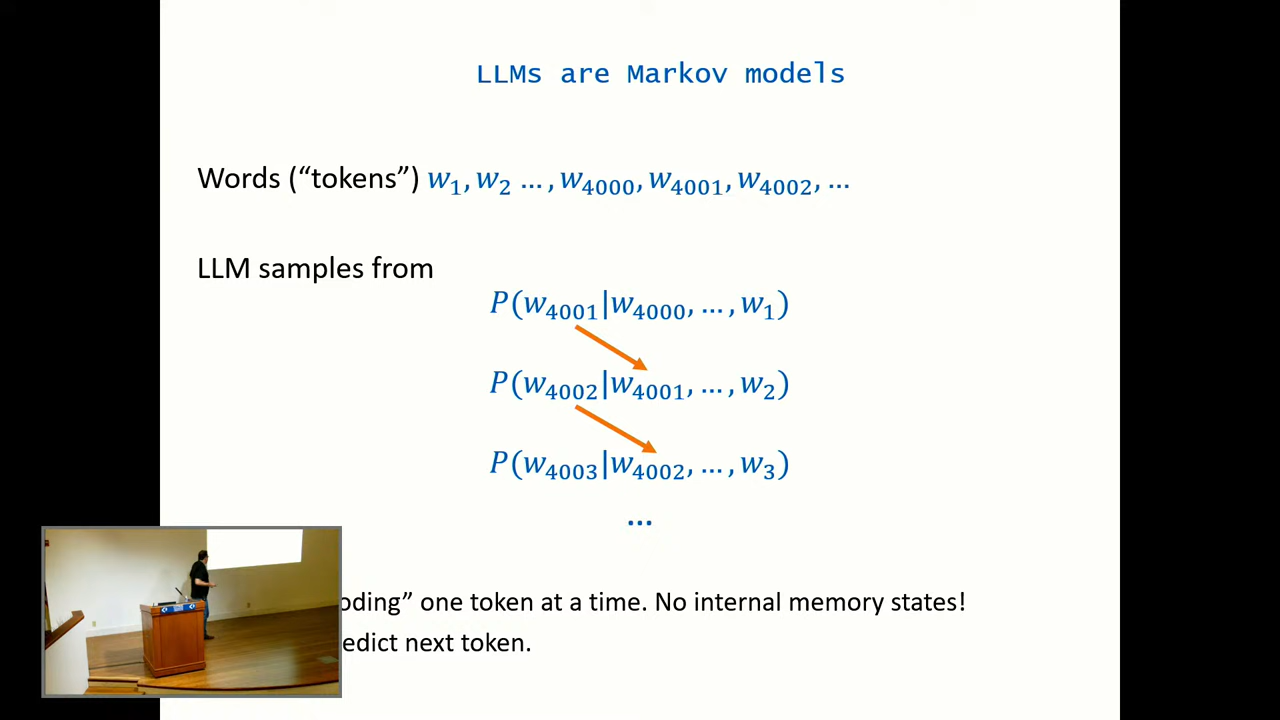 LLMs are Markov models
Words (“tokens”) w₁, w₂ …, w₄₀₀₀, w₄₀₀₁, w₄₀₀₂, …
LLM samples from
P(w₄₀₀₁|w₄₀₀₀, …, w₁)
P(w₄₀₀₂|w₄₀₀₁, …, w₂)
P(w₄₀₀₃|w₄₀₀₂, …, w₃)
…
oding” one token at a time. No internal memory states!
edict next token.